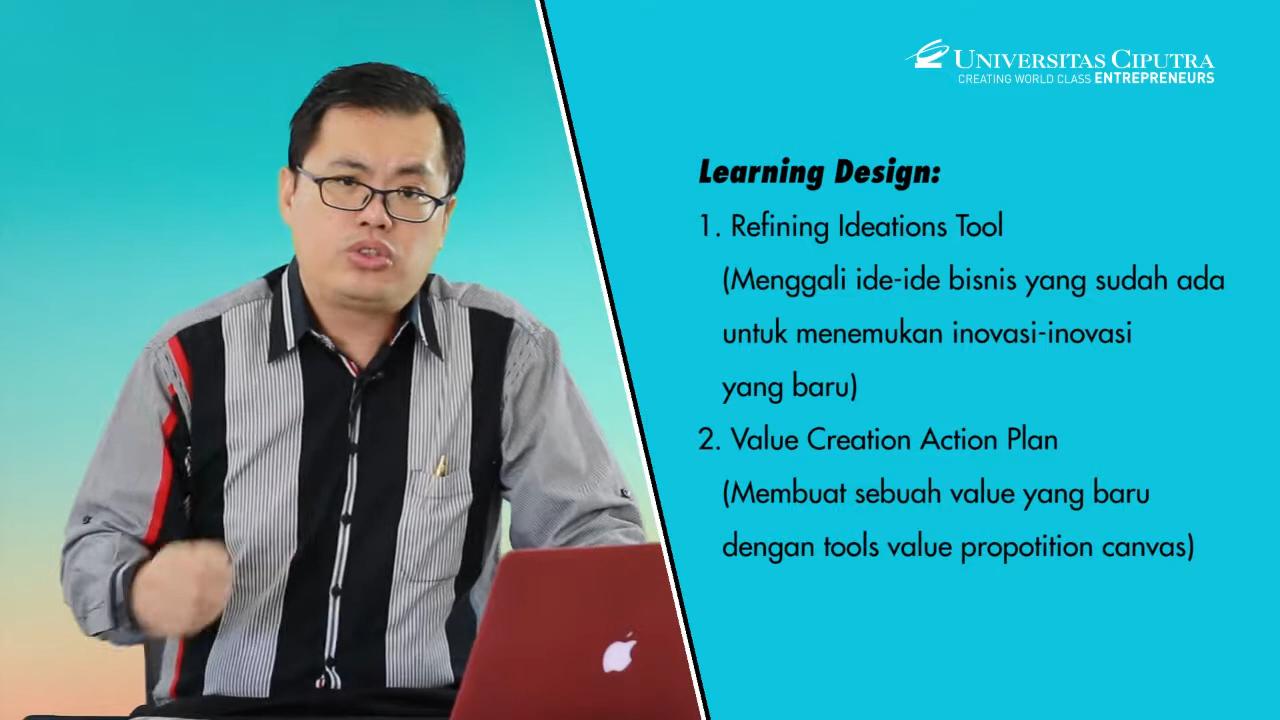 UNIVERSITAS CIPUTRA
CREATING WORLD CLASS ENTREPRENEURS
Learning Design:
1. Refining Ideations Tool
(Menggali ide-ide bisnis yang sudah ada
untuk menemukan inovasi-inovasi
yang baru)
2. Value Creation Action Plan
(Membuat sebuah value yang baru
dengan tools value propotition canvas)